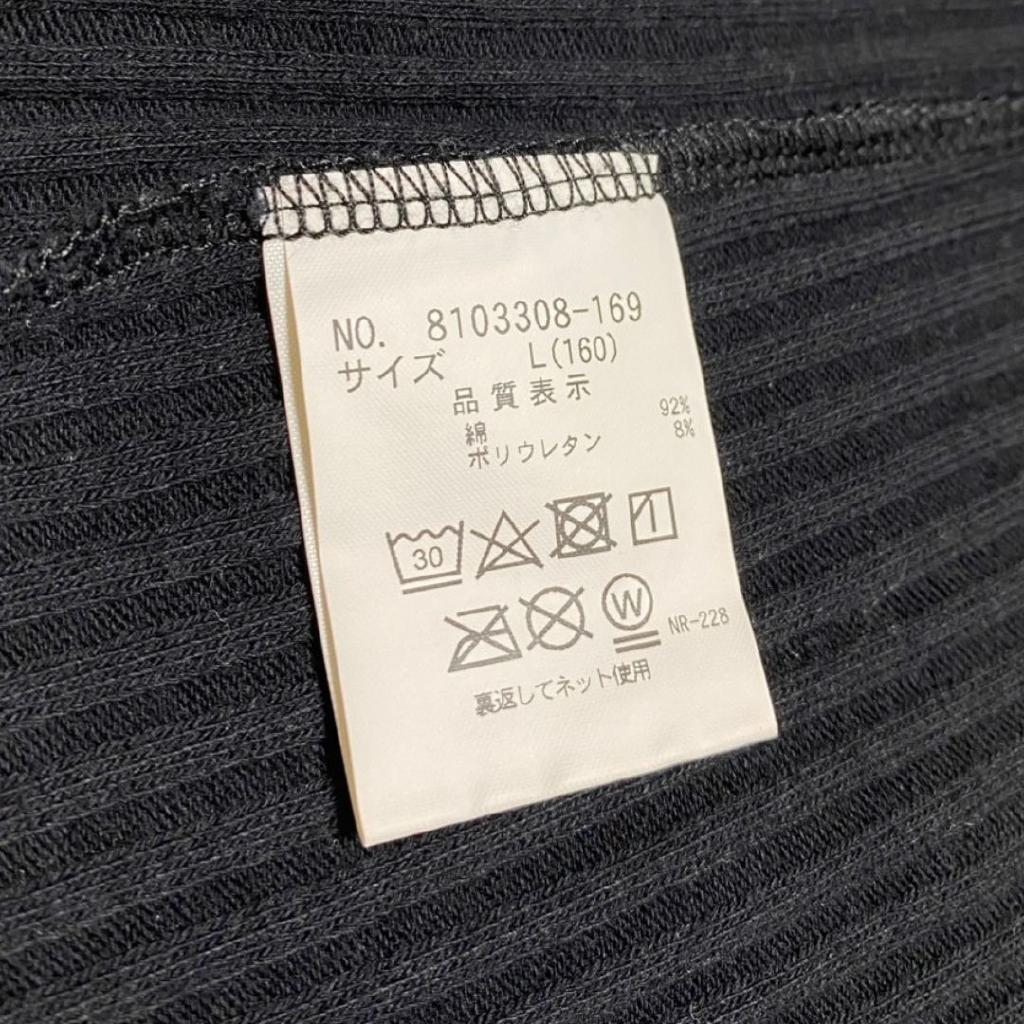 NO. 8103308-169
サイズ L(160)
品質表示
綿 92%
ポリウレタン 8%
30
W NR-228
裏返してネット使用